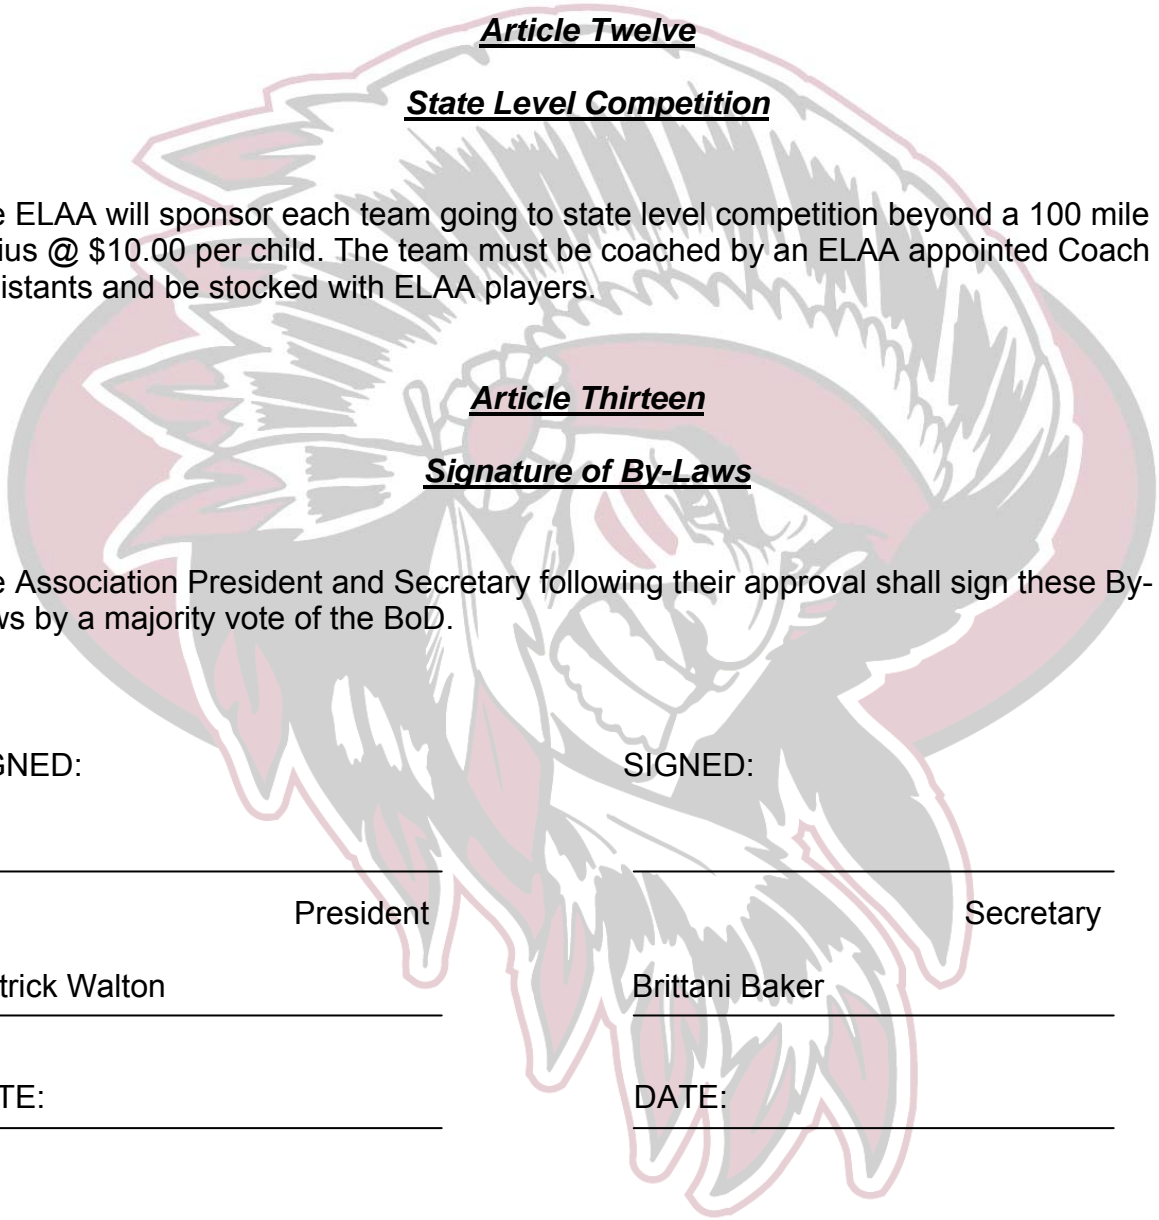 Article Twelve
State Level Competition
e ELAA will sponsor each team going to state level competition beyond a 100 mile
ius @ $10.00 per child. The team must be coached by an ELAA appointed Coach
istants and be stocked with ELAA players.
Article Thirteen
Signature of By-Laws
e Association President and Secretary following their approval shall sign these By-
ws by a majority vote of the BoD.
GNED: SIGNED:
President Secretary
trick Walton Brittani Baker
TE: DATE: